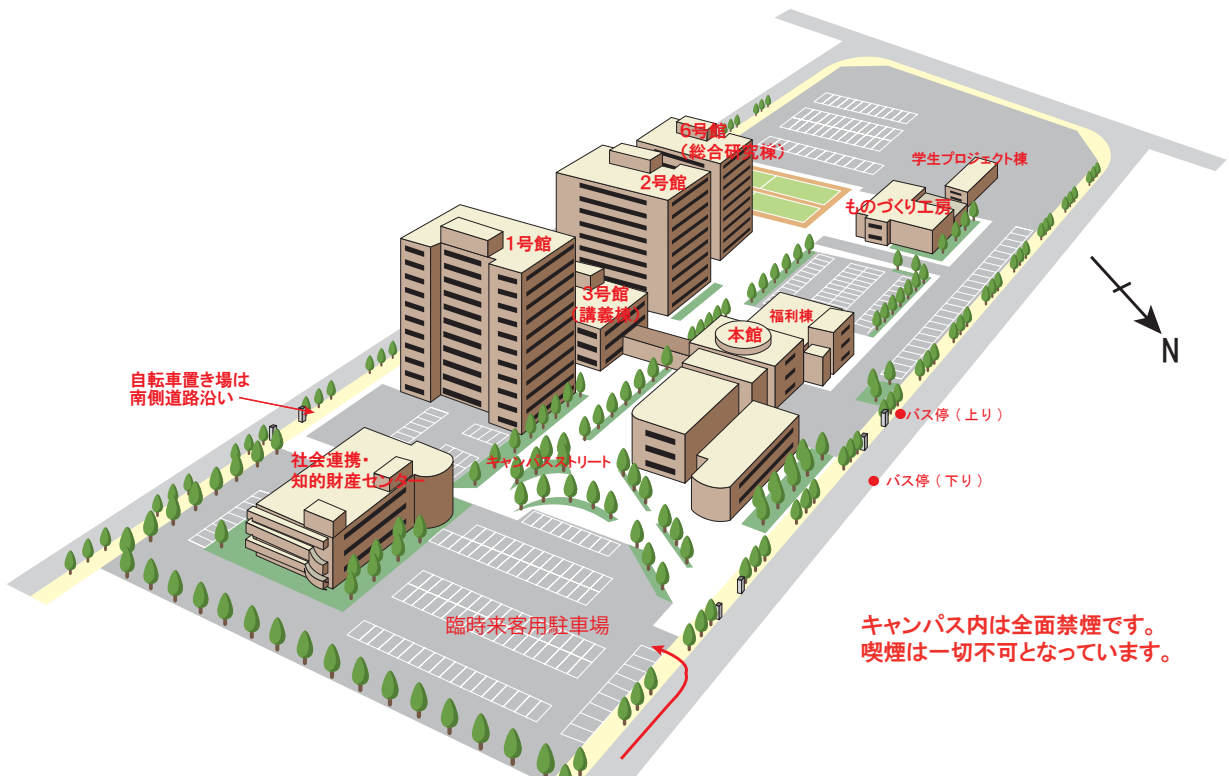 6号館
(総合研究棟)
学生プロジェクト棟
2号館
ものづくり工房
1号館
3号館
(講義棟)
福利棟
本館
N
自転車置き場は
南側道路沿い
バス停 ( 上り )
社会連携・
知的財産センター
キャンパスストリート
バス停 ( 下り )
臨時来客用駐車場
キャンパス内は全面禁煙です。
喫煙は一切不可となっています。